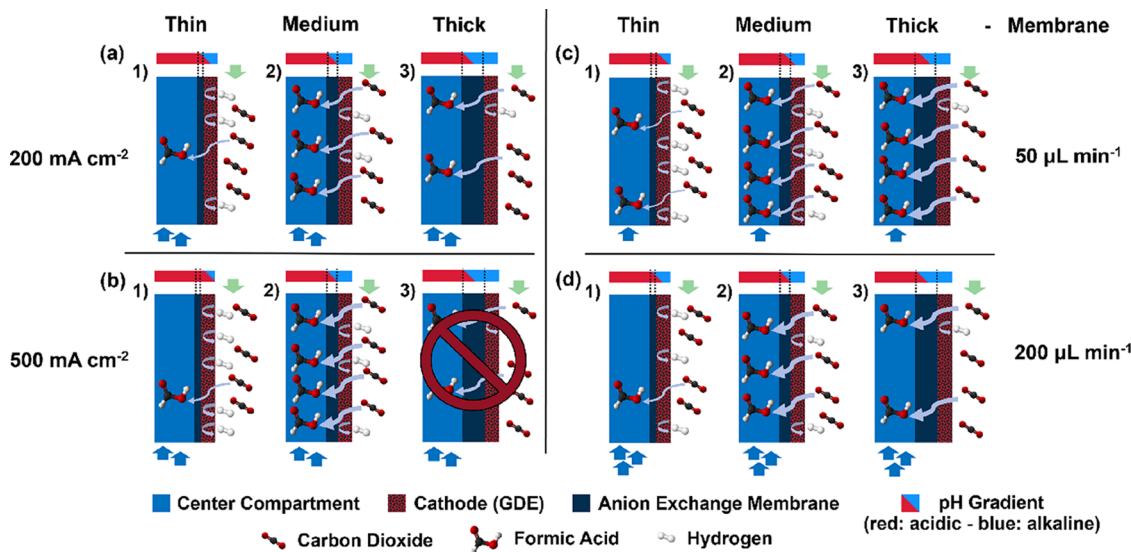 Thin Medium Thick Thin Medium Thick - Membrane
(a) (c)
1) 2) 3) 1) 2) 3)
200 mA cm-2 50 µL min-1
(b) (d)
1) 2) 3) 1) 2) 3)
500 mA cm-2 200 µL min-1
Center Compartment Cathode (GDE) Anion Exchange Membrane pH Gradient
(red: acidic - blue: alkaline)
Carbon Dioxide Formic Acid Hydrogen